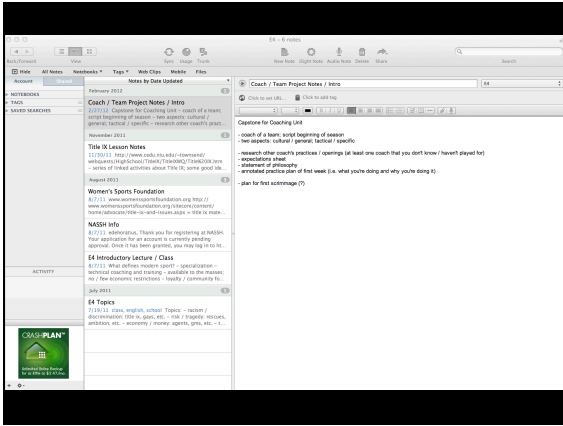 E4 – 6 notes
Back/Forward
View
Sync
Usage
Trunks
New Note
iSight Note
Audio Note
Delete
Share
Search
Hide
All Notes
Notebooks
Tags
Web Clips
Mobile
Files
Account
Shared
Notes by Date Updated
NOTEBOOKS
TAGS
SAVED SEARCHES
February 2012
Coach / Team Project Notes / Intro
2/27/12 Capstone for Coaching Unit – coach of a team;
script beginning of season – two aspects: cultural /
general; tactical / specific – research other coach's pract...
November 2011
Title IX Lesson Notes
11/30/11
– series of linked activities about Title IX; some good ide...
August 2011
Women's Sports Foundation
8/7/11 www.womenssportsfoundation.org http://
www.womenssportsfoundation.org/sitecore/content/
home/advocate/title-ix-and-issues.aspx = title ix mate...
NASSH Info
8/7/11 edehoratius, Thank you for registering at NASSH.
Your application for an account is currently pending
approval. Once it has been granted, you may log in to ht...
E4 Introductory Lecture / Class
8/7/11 What defines modern sport? – specialization –
technical coaching and training – available to the masses;
no / few economic restrictions – loyalty / community fo...
July 2011
E4 Topics
7/19/11 class, english, school Topics: – racism /
discrimination: title ix, gays, etc. – risk / tragedy: rescues,
ambition, etc. – economy / money: agents, gms, etc. – t...
ACTIVITY
CRASHPLAN
Unlimited Online Backup
Coach / Team Project Notes / Intro
E4
Click to set URL...
Click to add tag
Capstone for Coaching Unit
- coach of a team; script beginning of season
- two aspects: cultural / general, tactical / specific
- research other coach's practices / openings (at least one coach that you don't know / haven't played for)
- expectations sheet
- statement of philosophy
- annotated practice plan of first week (i.e. what you're doing and why you're doing it)
- plan for first scrimmage (?)